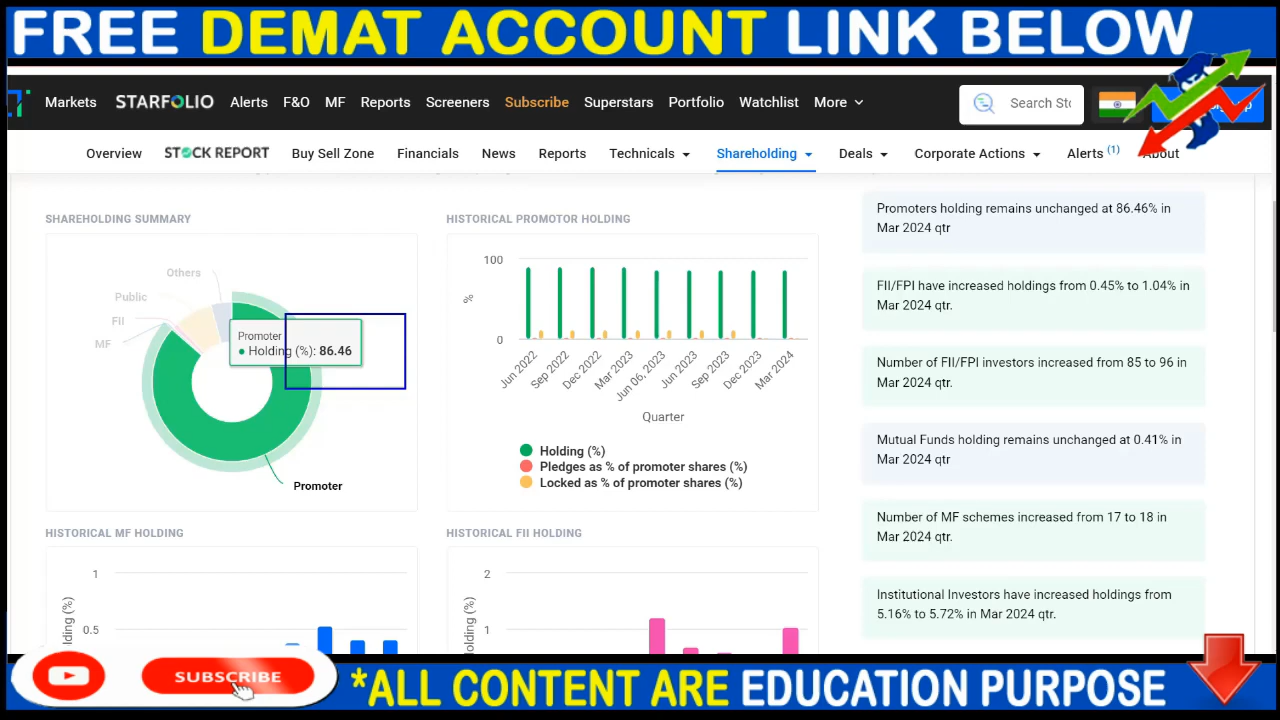 FREE DEMAT ACCOUNT LINK BELOW
Markets STARFOLIO Alerts F&O MF Reports Screeners Subscribe Superstars Portfolio Watchlist More
Search Sto
Overview STOCK REPORT Buy Sell Zone Financials News Reports Technicals Shareholding Deals Corporate Actions Alerts (1) About
SHAREHOLDING SUMMARY
Others
Public
FII
MF
Promoter
Holding (%): 86.46
Promoter
HISTORICAL PROMOTOR HOLDING
100
%
0
Jun 2022
Sep 2022
Dec 2022
Mar 2023
Jun 06, 2023
Jun 2023
Sep 2023
Dec 2023
Mar 2024
Quarter
Holding (%)
Pledges as % of promoter shares (%)
Locked as % of promoter shares (%)
Promoters holding remains unchanged at 86.46% in
Mar 2024 qtr
FII/FPI have increased holdings from 0.45% to 1.04% in
Mar 2024 qtr.
Number of FII/FPI investors increased from 85 to 96 in
Mar 2024 qtr.
Mutual Funds holding remains unchanged at 0.41% in
Mar 2024 qtr
Number of MF schemes increased from 17 to 18 in
Mar 2024 qtr.
Institutional Investors have increased holdings from
5.16% to 5.72% in Mar 2024 qtr.
HISTORICAL MF HOLDING
1
0.5
lding (%)
HISTORICAL FII HOLDING
2
1
olding (%)
SUBSCRIBE
*ALL CONTENT ARE EDUCATION PURPOSE